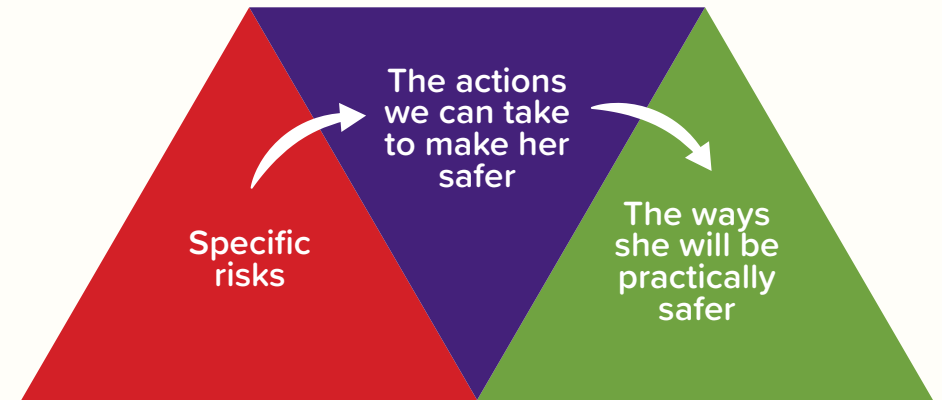 Specific
risks
The actions
we can take
to make her
safer
The ways
she will be
practically
safer